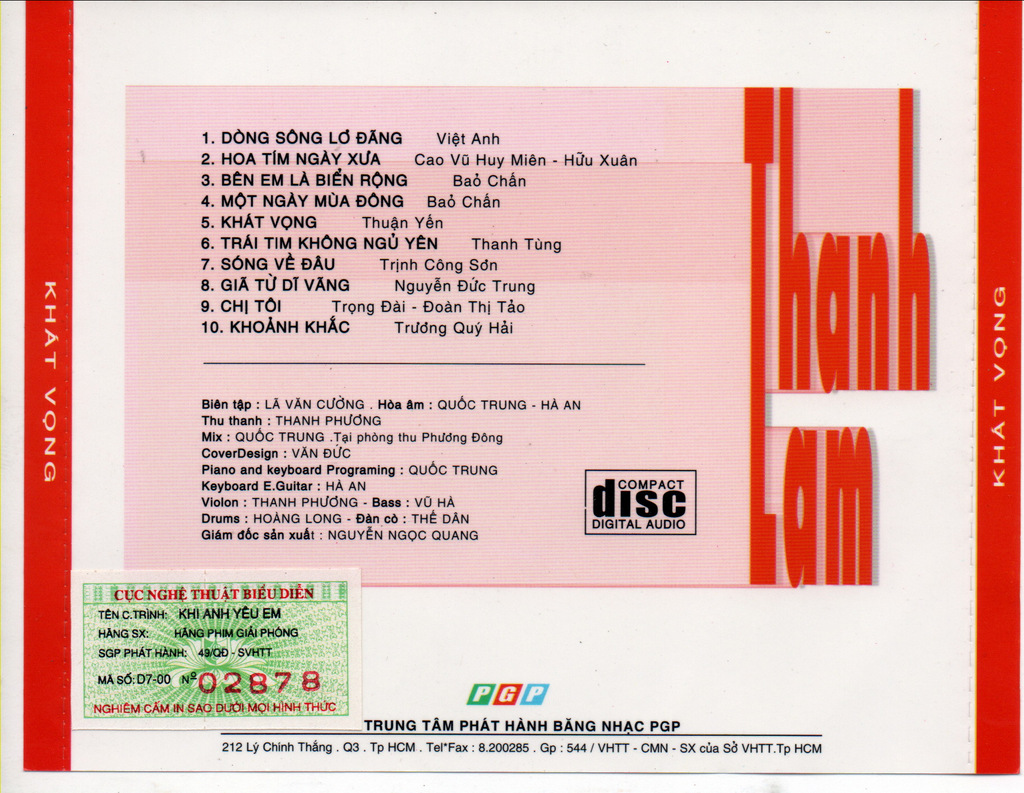 1. DÒNG SÔNG LƠ ĐÃNG Việt Anh
2. HOA TÍM NGÀY XƯA Cao Vũ Huy Miên - Hữu Xuân
3. BÊN EM LÀ BIỂN RỘNG Baỏ Chấn
4. MỘT NGÀY MÙA ĐÔNG Baỏ Chấn
5. KHÁT VỌNG Thuận Yến
6. TRÁI TIM KHÔNG NGỦ YÊN Thanh Tùng
7. SÓNG VỀ ĐÂU Trịnh Công Sơn
8. GIÃ TỪ DĨ VÃNG Nguyễn Đức Trung
9. CHỊ TÔI Trọng Đài - Đoàn Thị Tảo
10. KHOẢNH KHẮC Trương Quý Hải
Thanh
Lam
KHÁT VỌNG
KHÁT VỌNG
Biên tập : LÃ VĂN CƯỜNG . Hòa âm : QUỐC TRUNG - HÀ AN
Thu thanh : THANH PHƯƠNG
Mix : QUỐC TRUNG .Tại phòng thu Phương Đông
CoverDesign : VĂN ĐỨC
Piano and keyboard Programing : QUỐC TRUNG
Keyboard E.Guitar : HÀ AN
Violon : THANH PHƯƠNG - Bass : VŨ HÀ
Drums : HOÀNG LONG - Đàn cò : THẾ DÂN
Giám đốc sản xuất : NGUYỄN NGỌC QUANG
COMPACT
disc
DIGITAL AUDIO
CỤC NGHỆ THUẬT BIỂU DIỄN
TÊN C.TRÌNH: KHI ANH YÊU EM
HÃNG SX: HÃNG PHIM GIẢI PHÓNG
SGP PHÁT HÀNH: 49/QĐ - SVHTT
MÃ SỐ: D7-00 Nº 02878
NGHIÊM CẤM IN SAO DƯỚI MỌI HÌNH THỨC
PGP
TRUNG TÂM PHÁT HÀNH BĂNG NHẠC PGP
212 Lý Chính Thắng . Q3 . Tp HCM . Tel*Fax : 8.200285 . Gp : 544 / VHTT - CMN - SX của Sở VHTT.Tp HCM